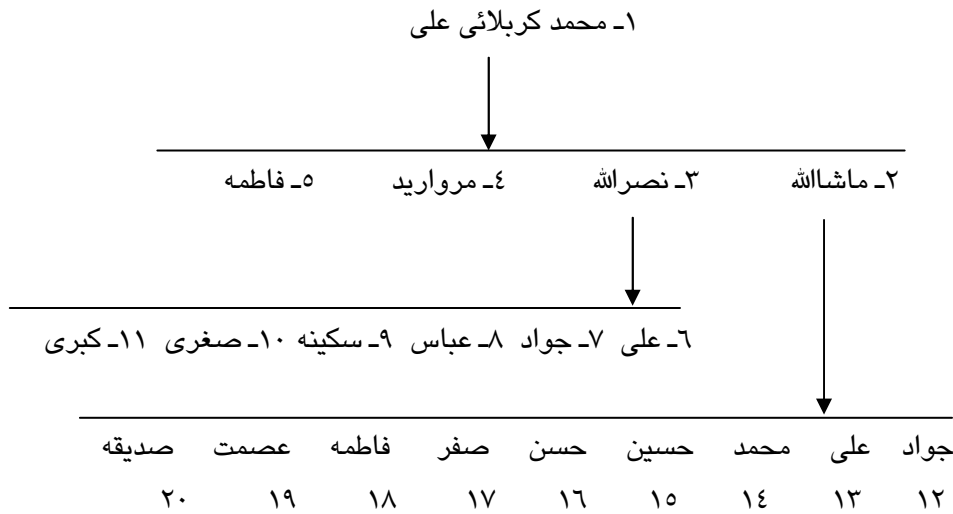 ١ـ محمد کربلائی علی
٢ـ ماشاالله ٣ـ نصرالله ٤ـ مروارید ٥ـ فاطمه
٦ـ علی ٧ـ جواد ٨ـ عباس ٩ـ سکینه ١٠ـ صغری ١١ـ کبری
جواد علی محمد حسین حسن صفر فاطمه عصمت صدیقه
١٢ ١٣ ١٤ ١٥ ١٦ ١٧ ١٨ ١٩ ٢٠